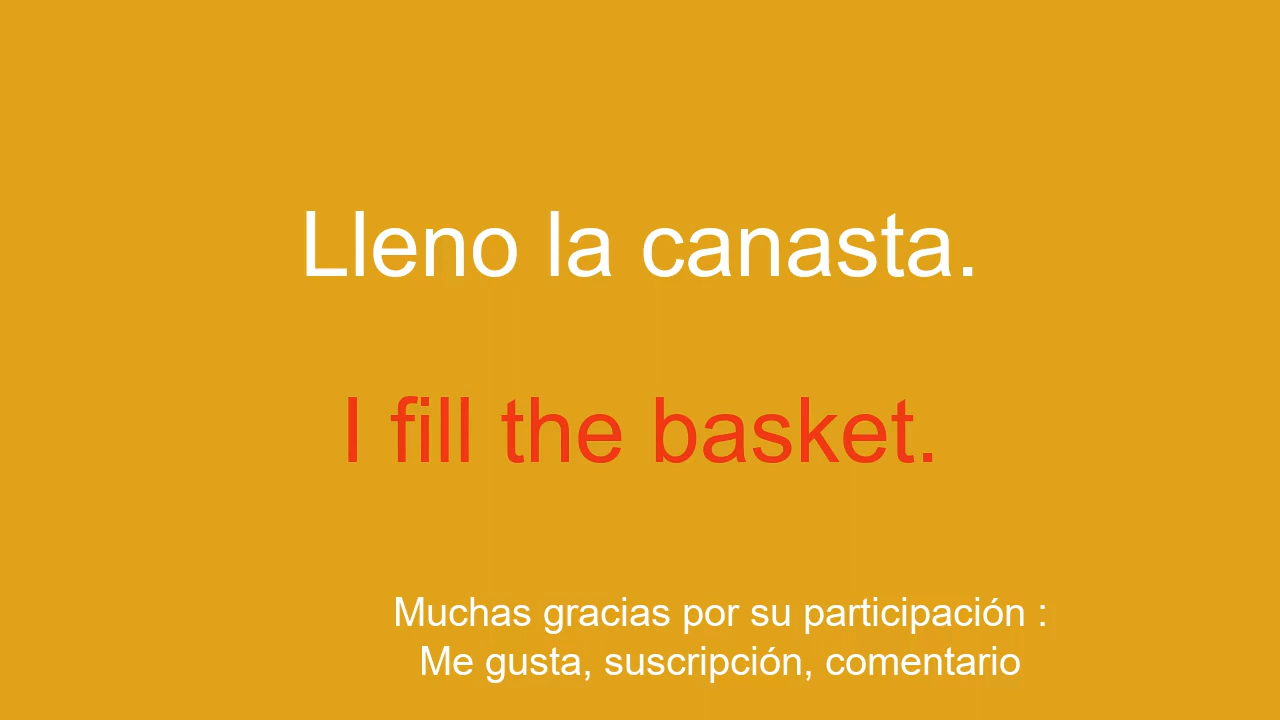 Lleno la canasta.
I fill the basket.
Muchas gracias por su participación :
Me gusta, suscripción, comentario